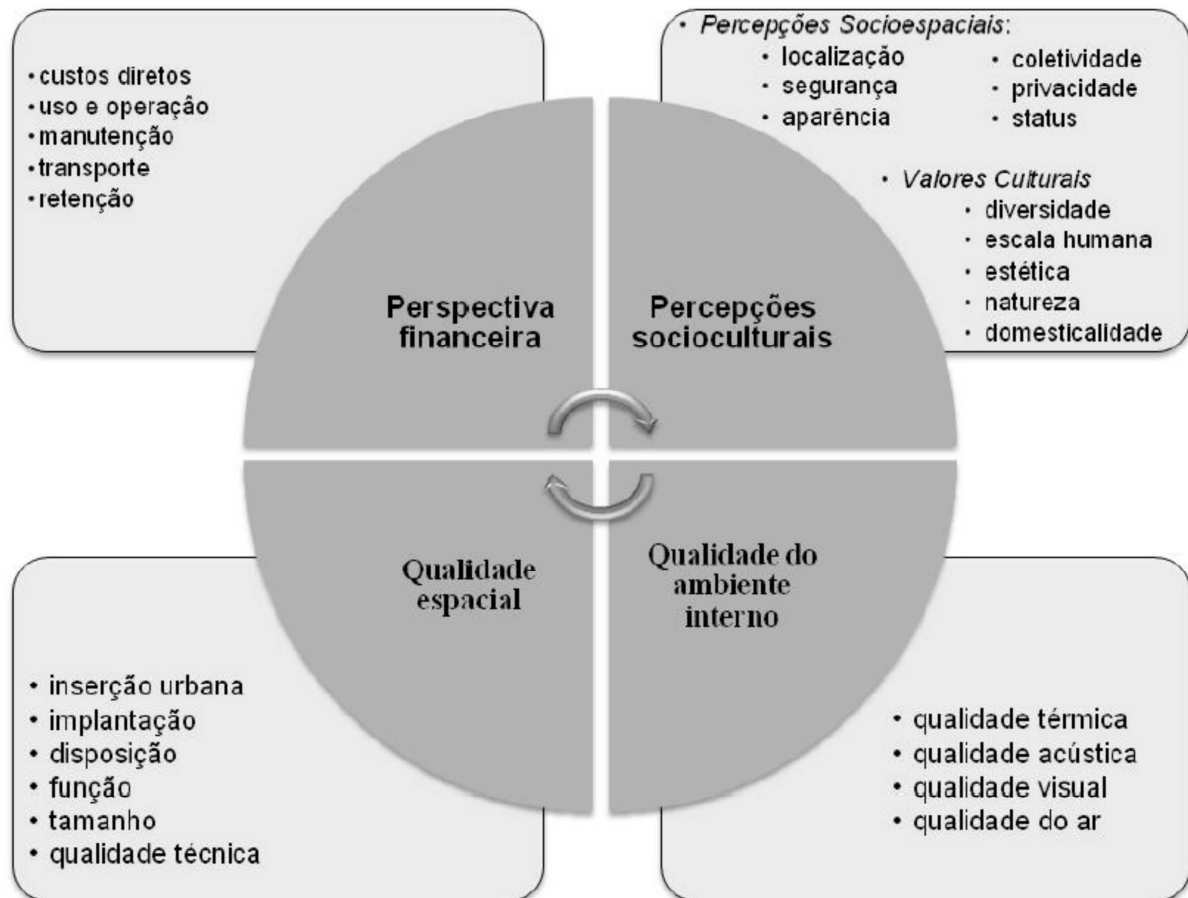 • custos diretos
• uso e operação
• manutenção
• transporte
• retenção
• Percepções Socioespaciais:
• localização
• segurança
• aparência
• coletividade
• privacidade
• status
• Valores Culturais
• diversidade
• escala humana
• estética
• natureza
• domesticalidade
Perspectiva
financeira
Percepções
socioculturais
Qualidade
espacial
Qualidade do
ambiente
interno
• inserção urbana
• implantação
• disposição
• função
• tamanho
• qualidade técnica
• qualidade térmica
• qualidade acústica
• qualidade visual
• qualidade do ar